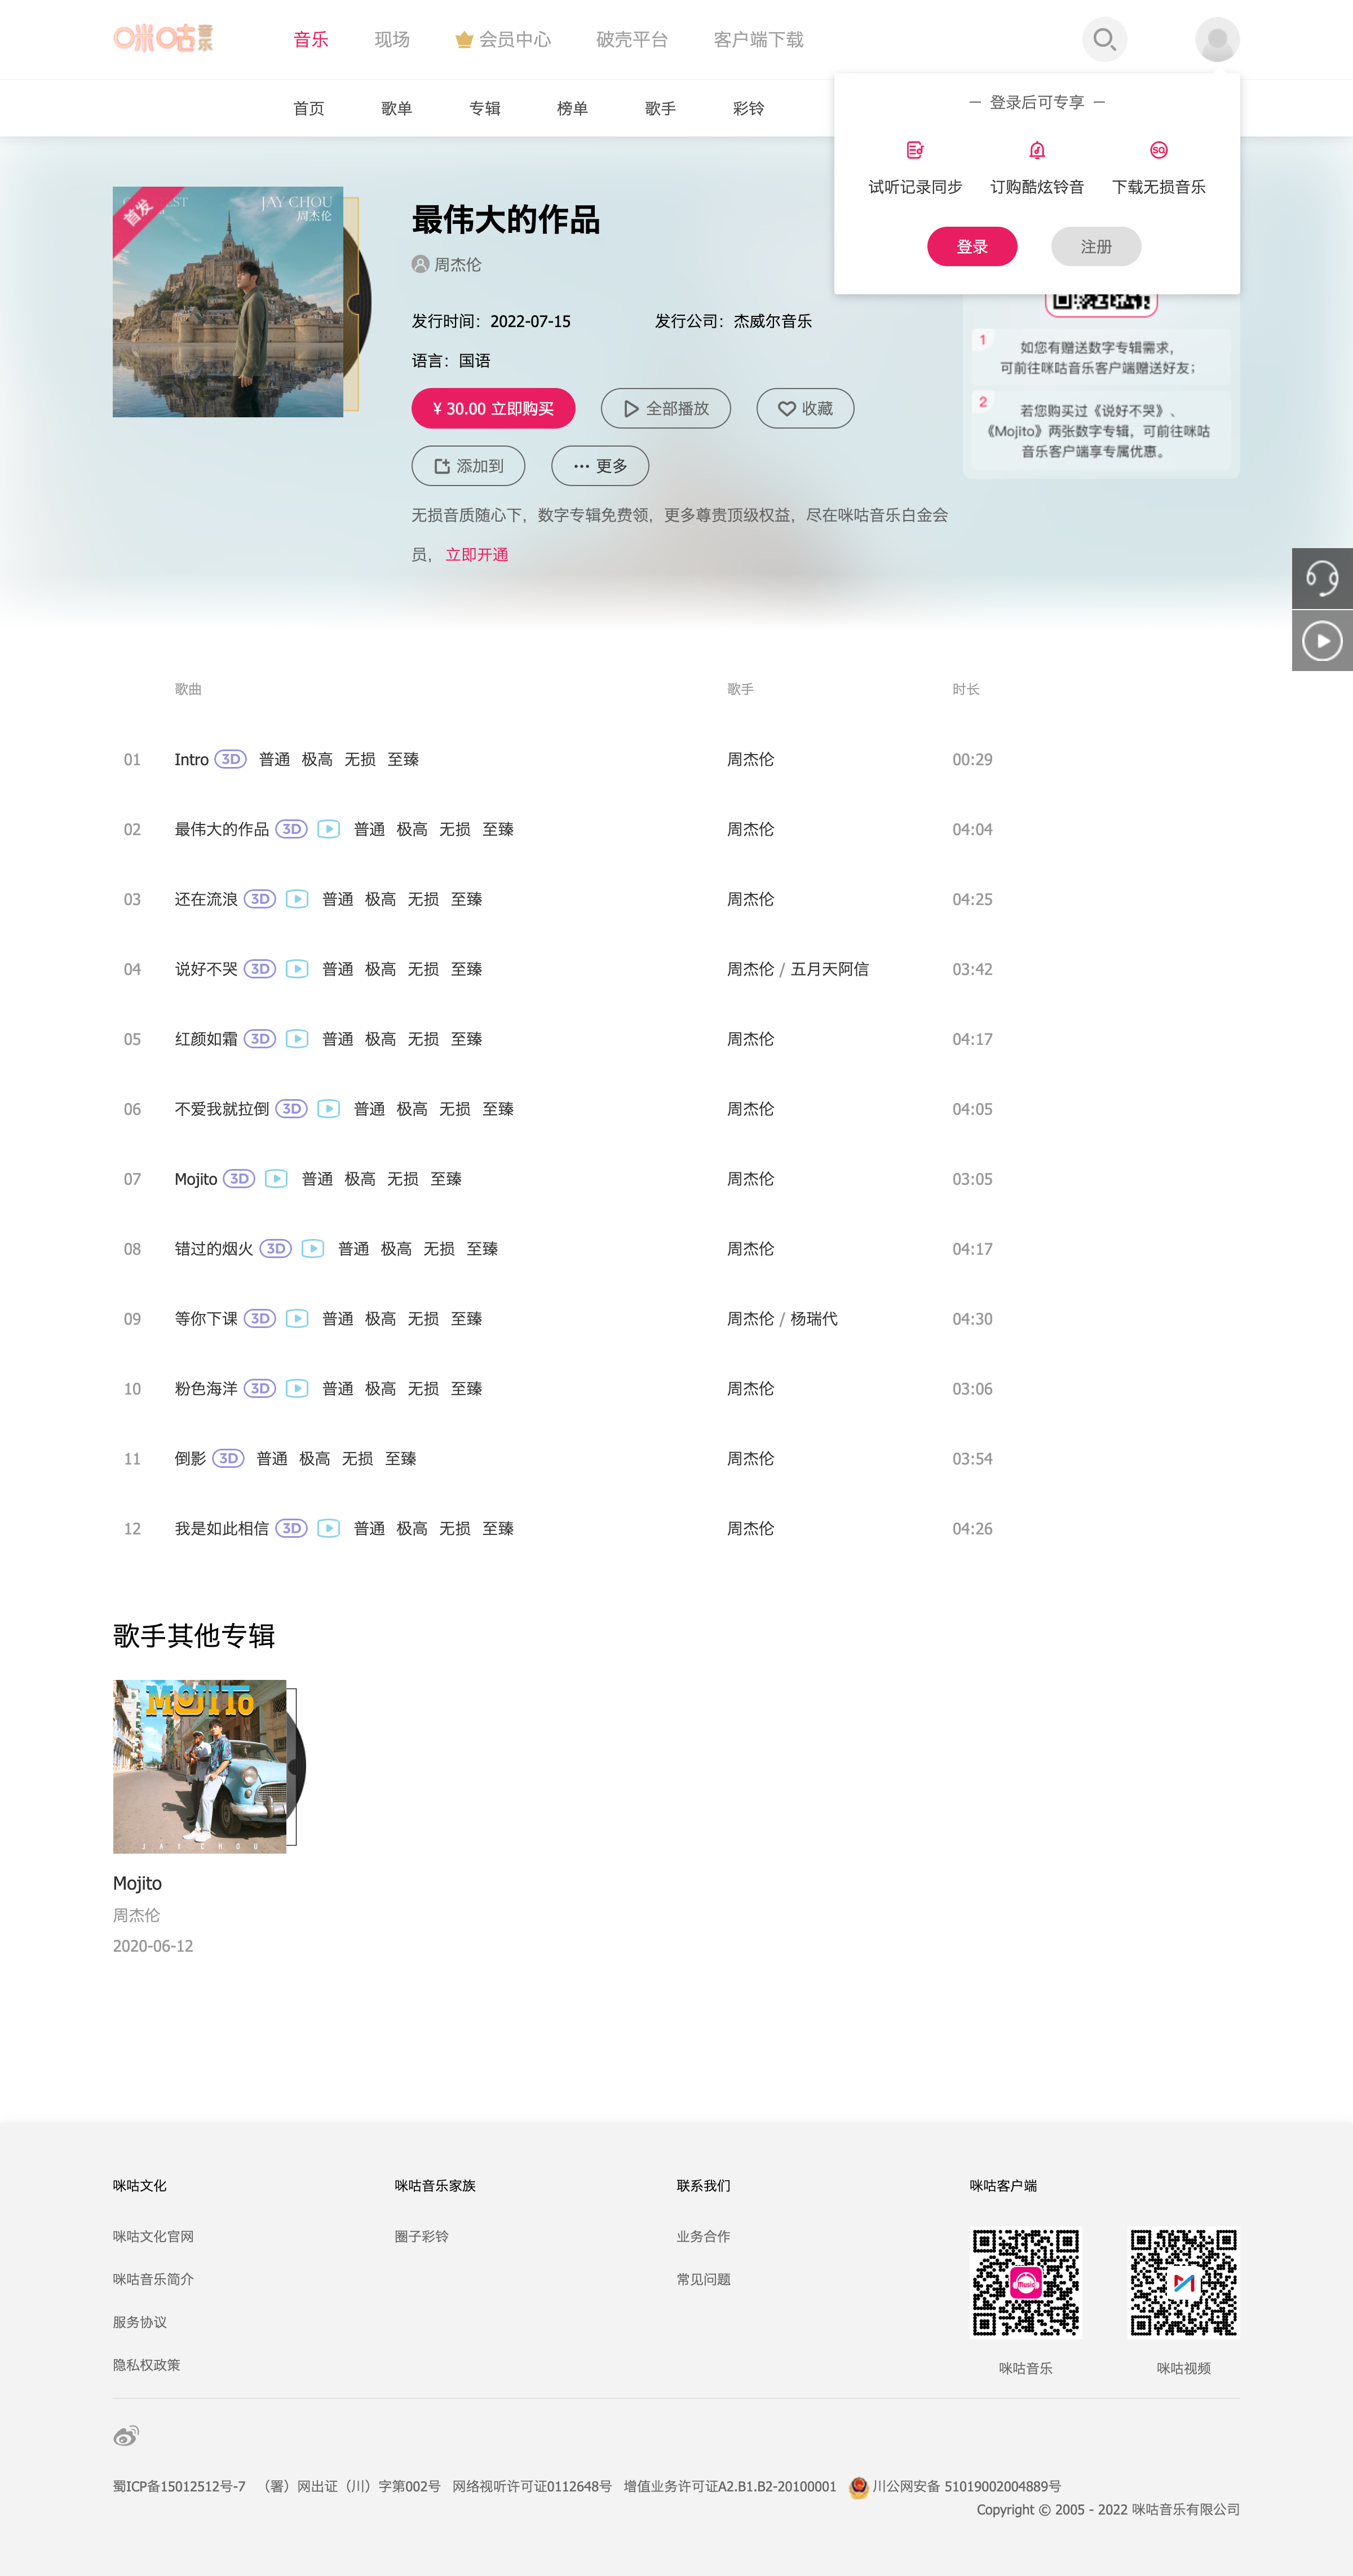 咪咕音乐
音乐 现场 会员中心 破壳平台 客户端下载
首页 歌单 专辑 榜单 歌手 彩铃
登录后可专享
试听记录同步 订购酷炫铃音 下载无损音乐
登录 注册
首发
JAY CHOU
周杰伦
最伟大的作品
周杰伦
发行时间：2022-07-15 发行公司：杰威尔音乐
语言：国语
¥ 30.00 立即购买 全部播放 收藏
添加到 更多
无损音质随心下，数字专辑免费领，更多尊贵顶级权益，尽在咪咕音乐白金会
员， 立即开通
1 如您有赠送数字专辑需求，
可前往咪咕音乐客户端赠送好友；
2 若您购买过《说好不哭》、
《Mojito》两张数字专辑，可前往咪咕
音乐客户端享专属优惠。
歌曲 歌手 时长
01 Intro 3D 普通 极高 无损 至臻 周杰伦 00:29
02 最伟大的作品 3D 普通 极高 无损 至臻 周杰伦 04:04
03 还在流浪 3D 普通 极高 无损 至臻 周杰伦 04:25
04 说好不哭 3D 普通 极高 无损 至臻 周杰伦 / 五月天阿信 03:42
05 红颜如霜 3D 普通 极高 无损 至臻 周杰伦 04:17
06 不爱我就拉倒 3D 普通 极高 无损 至臻 周杰伦 04:05
07 Mojito 3D 普通 极高 无损 至臻 周杰伦 03:05
08 错过的烟火 3D 普通 极高 无损 至臻 周杰伦 04:17
09 等你下课 3D 普通 极高 无损 至臻 周杰伦 / 杨瑞代 04:30
10 粉色海洋 3D 普通 极高 无损 至臻 周杰伦 03:06
11 倒影 3D 普通 极高 无损 至臻 周杰伦 03:54
12 我是如此相信 3D 普通 极高 无损 至臻 周杰伦 04:26
歌手其他专辑
MOJITO
JAY CHOU
Mojito
周杰伦
2020-06-12
咪咕文化 咪咕音乐家族 联系我们 咪咕客户端
咪咕文化官网 圈子彩铃 业务合作
咪咕音乐简介 常见问题
Music
服务协议
隐私权政策
咪咕音乐 咪咕视频
蜀ICP备15012512号-7 （署）网出证（川）字第002号 网络视听许可证0112648号 增值业务许可证A2.B1.B2-20100001 川公网安备 51019002004889号
Copyright © 2005 - 2022 咪咕音乐有限公司